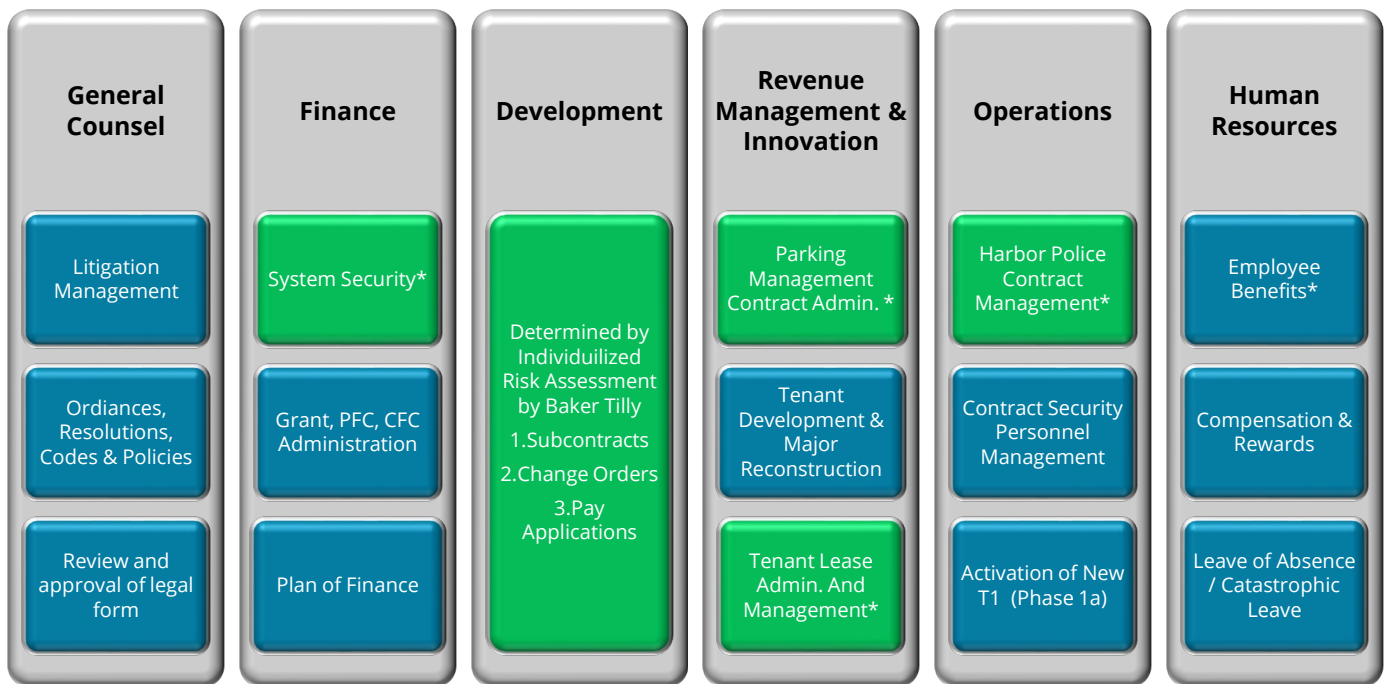 General
Counsel
Litigation
Management
Ordiances,
Resolutions,
Codes & Policies
Review and
approval of legal
form
Finance
System Security*
Grant, PFC, CFC
Administration
Plan of Finance
Development
Determined by
Individuilized
Risk Assessment
by Baker Tilly
1.Subcontracts
2.Change Orders
3.Pay
Applications
Revenue
Management &
Innovation
Parking
Management
Contract Admin. *
Tenant
Development &
Major
Reconstruction
Tenant Lease
Admin. And
Management*
Operations
Harbor Police
Contract
Management*
Contract Security
Personnel
Management
Activation of New
T1 (Phase 1a)
Human
Resources
Employee
Benefits*
Compensation &
Rewards
Leave of Absence
/ Catastrophic
Leave